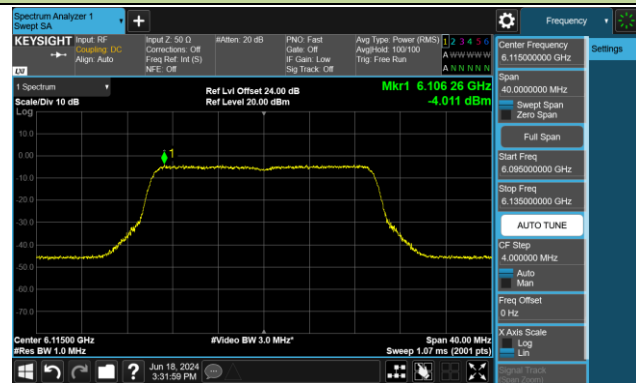 Spectrum Analyzer 1
Swept SA
+
Frequency
KEYSIGHT
Input: RF
Coupling: DC
Align: Auto
Input Z: 50 Ω
Corrections: Off
Freq Ref: Int (S)
NFE: Off
#Atten: 20 dB
PNO: Fast
Gate: Off
IF Gain: Low
Sig Track: Off
Avg Type: Power (RMS)
Avg|Hold: 100/100
Trig: Free Run
1 2 3 4 5 6
A W W W W W
A N N N N N
LXI
1 Spectrum
Scale/Div 10 dB
Log
Ref Lvl Offset 24.00 dB
Ref Level 20.00 dBm
Mkr1 6.106 26 GHz
-4.011 dBm
1
10.0
0.00
-10.0
-20.0
-30.0
-40.0
-50.0
-60.0
-70.0
Center 6.11500 GHz
#Res BW 1.0 MHz
#Video BW 3.0 MHz*
Span 40.00 MHz
Sweep 1.07 ms (2001 pts)
?
Jun 18, 2024
3:31:59 PM
Center Frequency
6.115000000 GHz
Settings
Span
40.0000000 MHz
Swept Span
Zero Span
Full Span
Start Freq
6.095000000 GHz
Stop Freq
6.135000000 GHz
AUTO TUNE
CF Step
4.000000 MHz
Auto
Man
Freq Offset
0 Hz
X Axis Scale
Log
Lin
Signal Track
(Span Zoom)